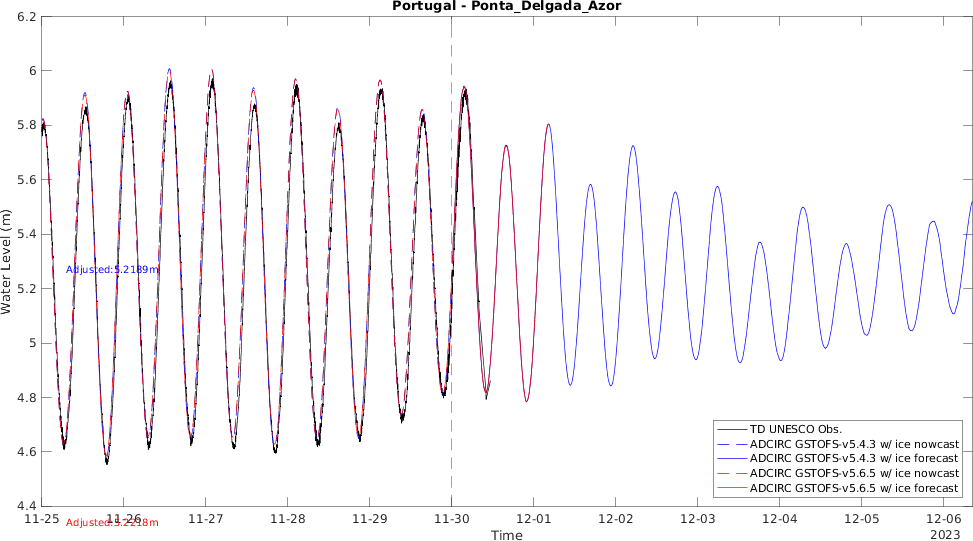 Portugal - Ponta_Delgada_Azor
6.2
6
5.8
5.6
5.4
5.2
5
4.8
4.6
4.4
Water Level (m)
Adjusted:5.2189m
Adjusted:5.2218m
TD UNESCO Obs.
ADCIRC GSTOFS-v5.4.3 w/ ice nowcast
ADCIRC GSTOFS-v5.4.3 w/ ice forecast
ADCIRC GSTOFS-v5.6.5 w/ ice nowcast
ADCIRC GSTOFS-v5.6.5 w/ ice forecast
11-25 11-26 11-27 11-28 11-29 11-30 12-01 12-02 12-03 12-04 12-05 12-06
2023
Time